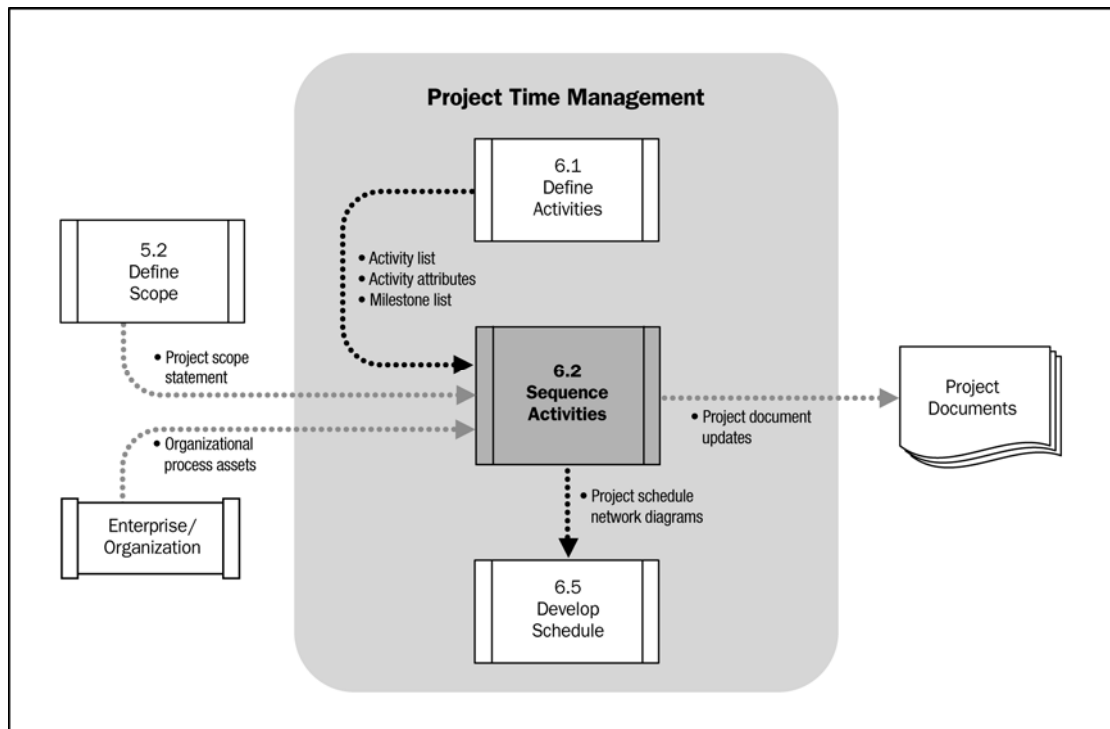 Project Time Management
6.1
Define
Activities
5.2
Define
Scope
• Activity list
• Activity attributes
• Milestone list
• Project scope
statement
6.2
Sequence
Activities
Project
Documents
• Project document
updates
• Organizational
process assets
Enterprise/
Organization
• Project schedule
network diagrams
6.5
Develop
Schedule